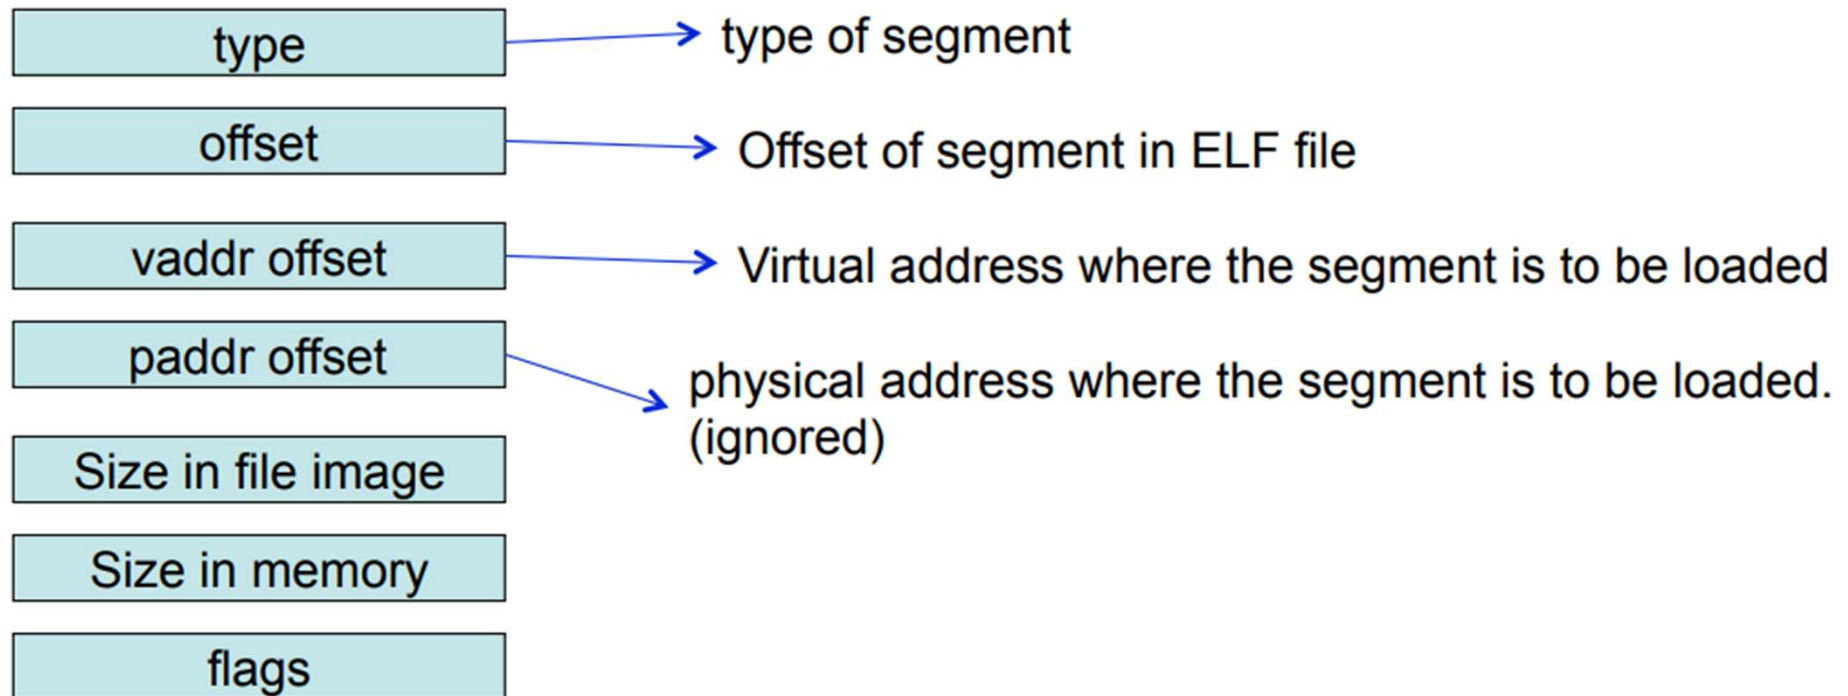 type
type of segment
offset
Offset of segment in ELF file
vaddr offset
Virtual address where the segment is to be loaded
paddr offset
physical address where the segment is to be loaded.
(ignored)
Size in file image
Size in memory
flags